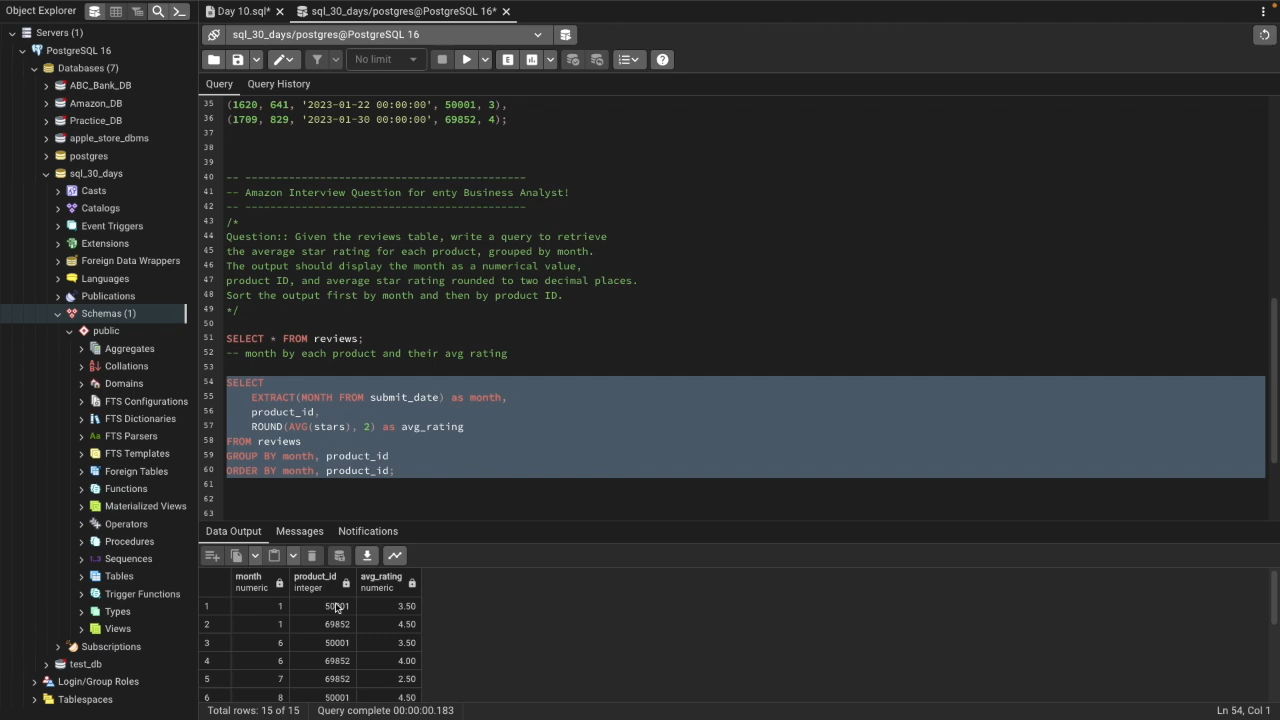 Object Explorer
Day 10.sql*
sql_30_days/postgres@PostgreSQL 16*
Servers (1)
PostgreSQL 16
Databases (7)
ABC_Bank_DB
Amazon_DB
Practice_DB
apple_store_dbms
postgres
sql_30_days
Casts
Catalogs
Event Triggers
Extensions
Foreign Data Wrappers
Languages
Publications
Schemas (1)
public
Aggregates
Collations
Domains
FTS Configurations
FTS Dictionaries
Aa FTS Parsers
FTS Templates
Foreign Tables
Functions
Materialized Views
Operators
Procedures
1..3 Sequences
Tables
Trigger Functions
Types
Views
Subscriptions
test_db
Login/Group Roles
Tablespaces
sql_30_days/postgres@PostgreSQL 16
No limit
E
Query Query History
35 (1620, 641, '2023-01-22 00:00:00', 50001, 3),
36 (1709, 829, '2023-01-30 00:00:00', 69852, 4);
37
38
39
40 -- ---------------------------------------------
41 -- Amazon Interview Question for enty Business Analyst!
42 -- ---------------------------------------------
43 /*
44 Question:: Given the reviews table, write a query to retrieve
45 the average star rating for each product, grouped by month.
46 The output should display the month as a numerical value,
47 product ID, and average star rating rounded to two decimal places.
48 Sort the output first by month and then by product ID.
49 */
50
51 SELECT * FROM reviews;
52 -- month by each product and their avg rating
53
54 SELECT
55 EXTRACT(MONTH FROM submit_date) as month,
56 product_id,
57 ROUND(AVG(stars), 2) as avg_rating
58 FROM reviews
59 GROUP BY month, product_id
60 ORDER BY month, product_id;
61
62
63
Data Output Messages Notifications
month product_id avg_rating
numeric integer numeric
1 1 50001 3.50
2 1 69852 4.50
3 6 50001 3.50
4 6 69852 4.00
5 7 69852 2.50
6 8 50001 4.50
Total rows: 15 of 15 Query complete 00:00:00.183 Ln 54, Col 1